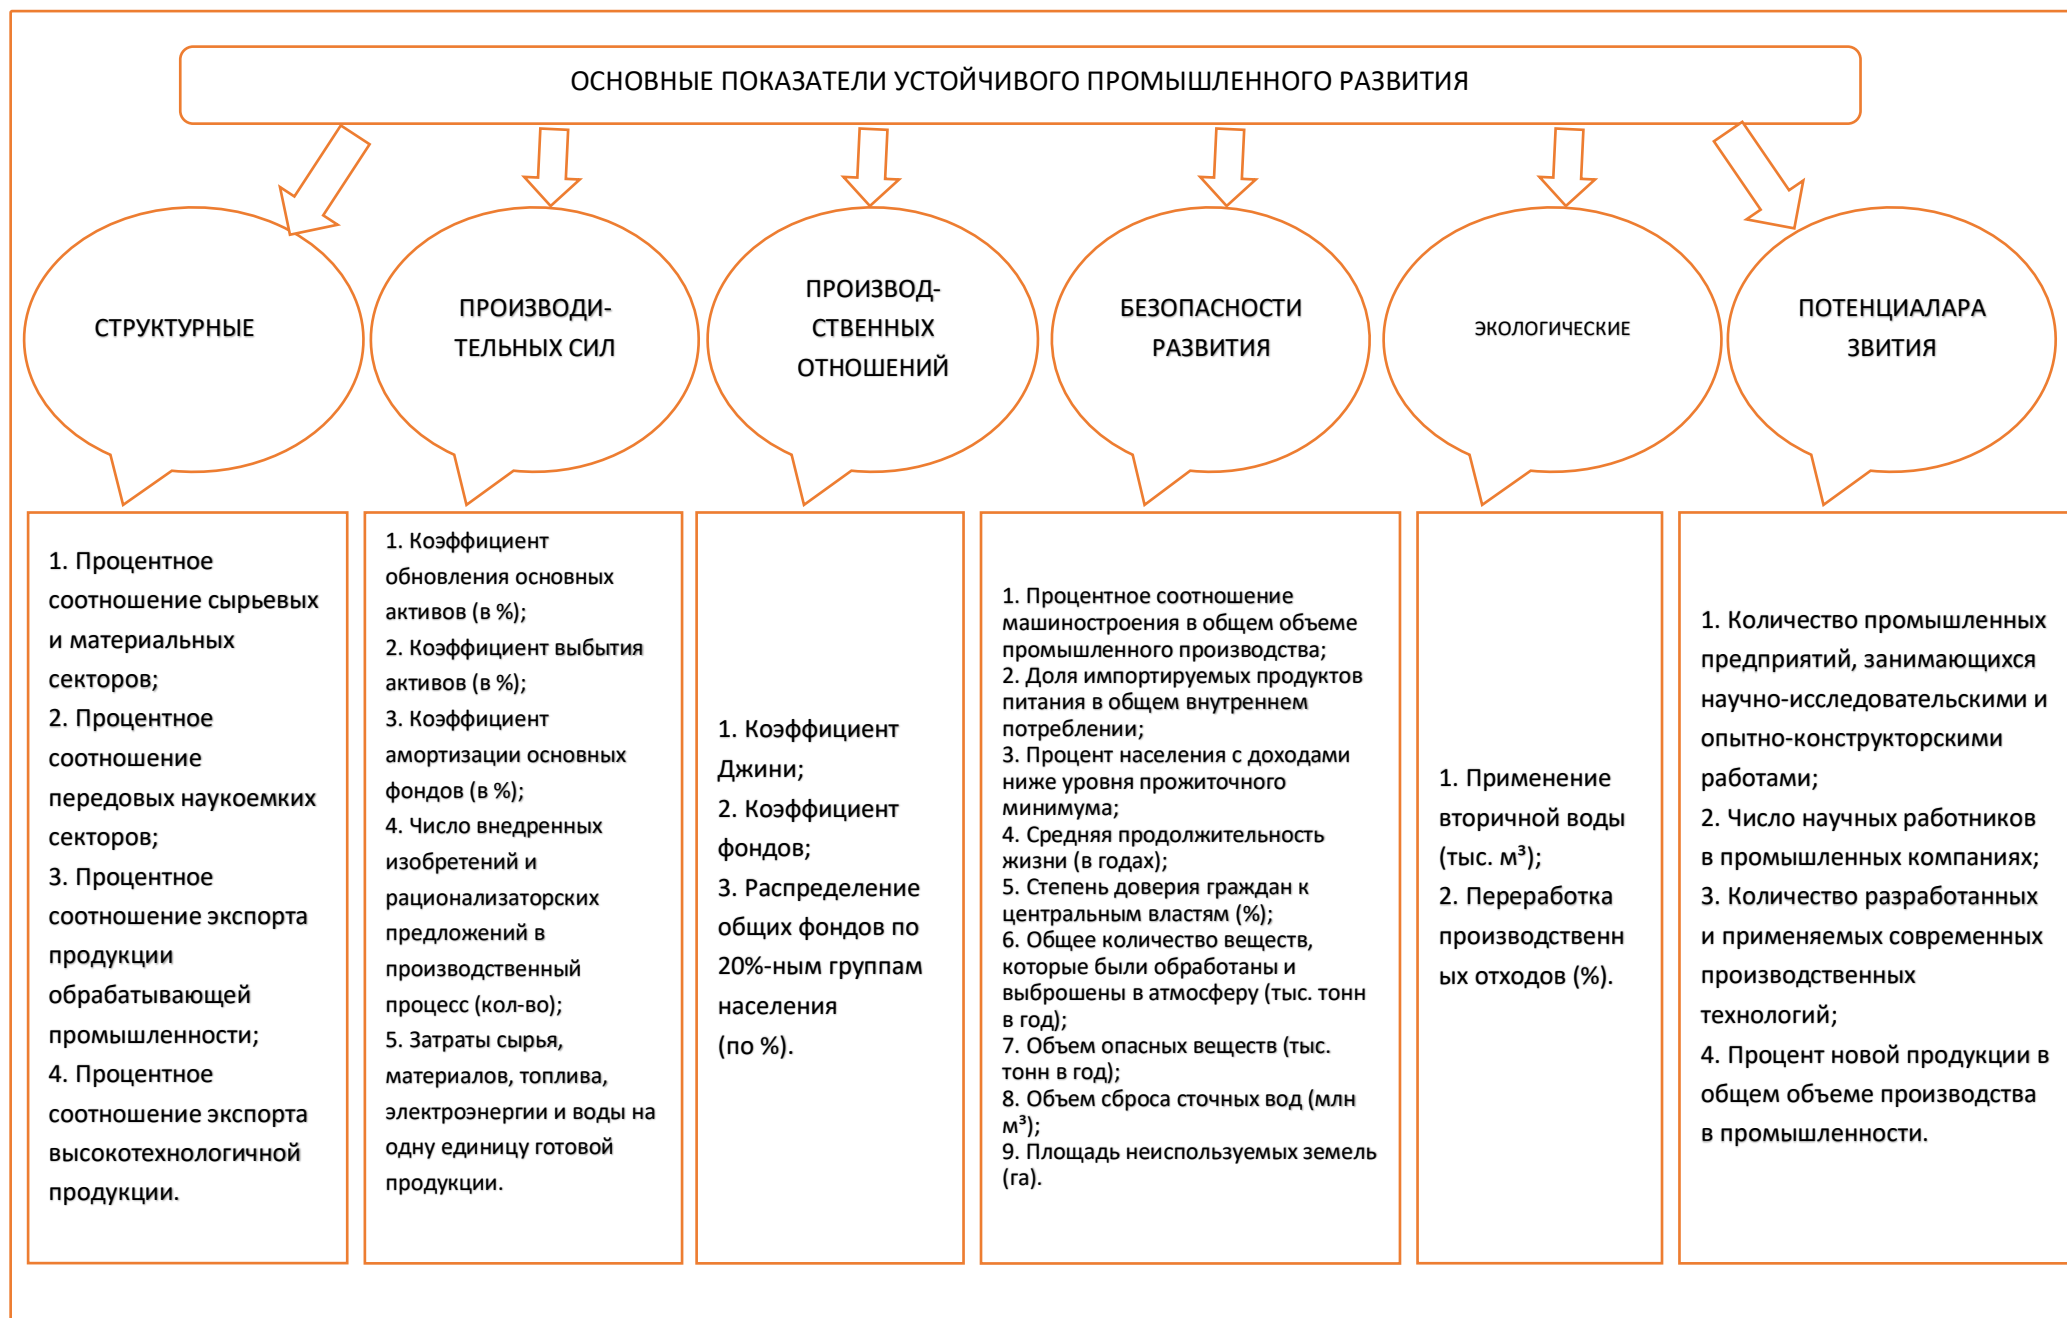 ОСНОВНЫЕ ПОКАЗАТЕЛИ УСТОЙЧИВОГО ПРОМЫШЛЕННОГО РАЗВИТИЯ
СТРУКТУРНЫЕ
ПРОИЗВОДИ-
ТЕЛЬНЫХ СИЛ
ПРОИЗВОД-
СТВЕННЫХ
ОТНОШЕНИЙ
БЕЗОПАСНОСТИ
РАЗВИТИЯ
ЭКОЛОГИЧЕСКИЕ
ПОТЕНЦИАЛАРА
ЗВИТИЯ
1. Процентное
соотношение сырьевых
и материальных
секторов;
2. Процентное
соотношение
передовых наукоемких
секторов;
3. Процентное
соотношение экспорта
продукции
обрабатывающей
промышленности;
4. Процентное
соотношение экспорта
высокотехнологичной
продукции.
1. Коэффициент
обновления основных
активов (в %);
2. Коэффициент выбытия
активов (в %);
3. Коэффициент
амортизации основных
фондов (в %);
4. Число внедренных
изобретений и
рационализаторских
предложений в
производственный
процесс (кол-во);
5. Затраты сырья,
материалов, топлива,
электроэнергии и воды на
одну единицу готовой
продукции.
1. Коэффициент
Джини;
2. Коэффициент
фондов;
3. Распределение
общих фондов по
20%-ным группам
населения
(по %).
1. Процентное соотношение
машиностроения в общем объеме
промышленного производства;
2. Доля импортируемых продуктов
питания в общем внутреннем
потреблении;
3. Процент населения с доходами
ниже уровня прожиточного
минимума;
4. Средняя продолжительность
жизни (в годах);
5. Степень доверия граждан к
центральным властям (%);
6. Общее количество веществ,
которые были обработаны и
выброшены в атмосферу (тыс. тонн
в год);
7. Объем опасных веществ (тыс.
тонн в год);
8. Объем сброса сточных вод (млн
м³);
9. Площадь неиспользуемых земель
(га).
1. Применение
вторичной воды
(тыс. м³);
2. Переработка
производственн
ых отходов (%).
1. Количество промышленных
предприятий, занимающихся
научно-исследовательскими и
опытно-конструкторскими
работами;
2. Число научных работников
в промышленных компаниях;
3. Количество разработанных
и применяемых современных
производственных
технологий;
4. Процент новой продукции в
общем объеме производства
в промышленности.